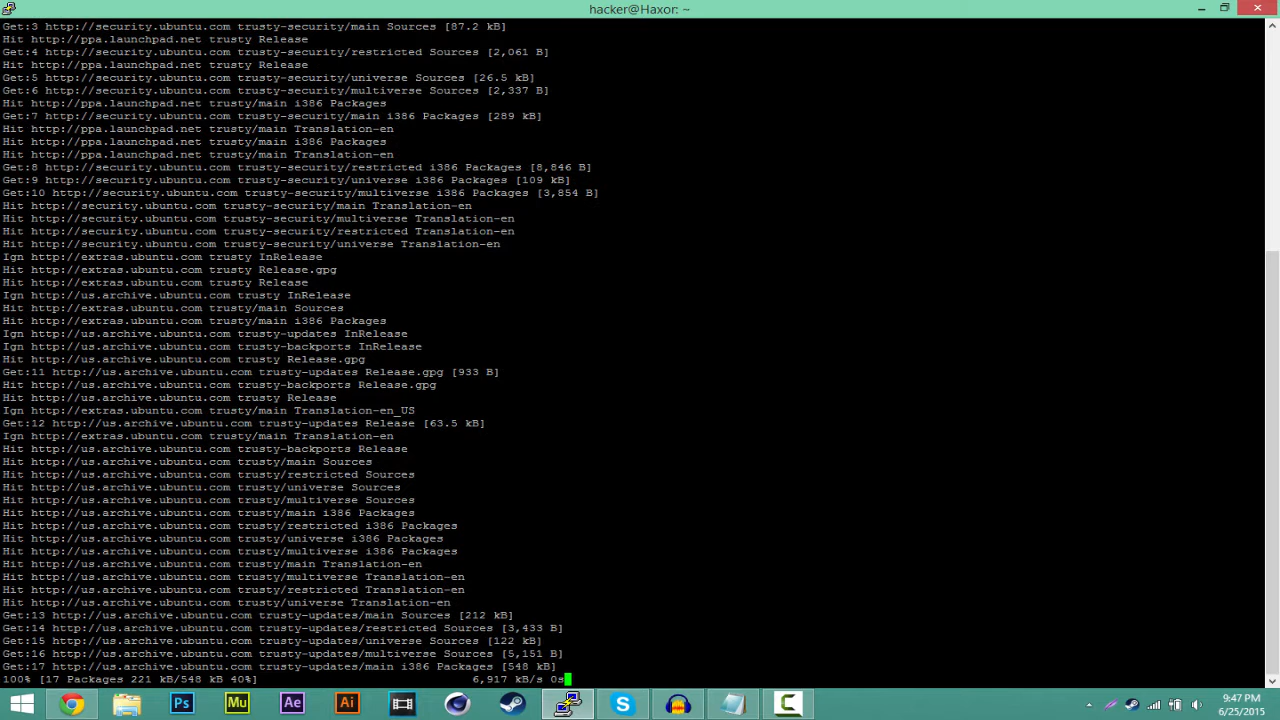 hacker@Haxor: ~
Get:3 http://security.ubuntu.com trusty-security/main Sources [87.2 kB]
Hit http://ppa.launchpad.net trusty Release
Get:4 http://security.ubuntu.com trusty-security/restricted Sources [2,061 B]
Hit http://ppa.launchpad.net trusty Release
Get:5 http://security.ubuntu.com trusty-security/universe Sources [26.5 kB]
Get:6 http://security.ubuntu.com trusty-security/multiverse Sources [2,337 B]
Hit http://ppa.launchpad.net trusty/main i386 Packages
Get:7 http://security.ubuntu.com trusty-security/main i386 Packages [289 kB]
Hit http://ppa.launchpad.net trusty/main Translation-en
Hit http://ppa.launchpad.net trusty/main i386 Packages
Hit http://ppa.launchpad.net trusty/main Translation-en
Get:8 http://security.ubuntu.com trusty-security/restricted i386 Packages [8,846 B]
Get:9 http://security.ubuntu.com trusty-security/universe i386 Packages [109 kB]
Get:10 http://security.ubuntu.com trusty-security/multiverse i386 Packages [3,854 B]
Hit http://security.ubuntu.com trusty-security/main Translation-en
Hit http://security.ubuntu.com trusty-security/multiverse Translation-en
Hit http://security.ubuntu.com trusty-security/restricted Translation-en
Hit http://security.ubuntu.com trusty-security/universe Translation-en
Ign http://extras.ubuntu.com trusty InRelease
Hit http://extras.ubuntu.com trusty Release.gpg
Hit http://extras.ubuntu.com trusty Release
Ign http://us.archive.ubuntu.com trusty InRelease
Hit http://extras.ubuntu.com trusty/main Sources
Hit http://extras.ubuntu.com trusty/main i386 Packages
Ign http://us.archive.ubuntu.com trusty-updates InRelease
Ign http://us.archive.ubuntu.com trusty-backports InRelease
Hit http://us.archive.ubuntu.com trusty Release.gpg
Get:11 http://us.archive.ubuntu.com trusty-updates Release.gpg [933 B]
Hit http://us.archive.ubuntu.com trusty-backports Release.gpg
Hit http://us.archive.ubuntu.com trusty Release
Ign http://extras.ubuntu.com trusty/main Translation-en_US
Get:12 http://us.archive.ubuntu.com trusty-updates Release [63.5 kB]
Ign http://extras.ubuntu.com trusty/main Translation-en
Hit http://us.archive.ubuntu.com trusty-backports Release
Hit http://us.archive.ubuntu.com trusty/main Sources
Hit http://us.archive.ubuntu.com trusty/restricted Sources
Hit http://us.archive.ubuntu.com trusty/universe Sources
Hit http://us.archive.ubuntu.com trusty/multiverse Sources
Hit http://us.archive.ubuntu.com trusty/main i386 Packages
Hit http://us.archive.ubuntu.com trusty/restricted i386 Packages
Hit http://us.archive.ubuntu.com trusty/universe i386 Packages
Hit http://us.archive.ubuntu.com trusty/multiverse i386 Packages
Hit http://us.archive.ubuntu.com trusty/main Translation-en
Hit http://us.archive.ubuntu.com trusty/multiverse Translation-en
Hit http://us.archive.ubuntu.com trusty/restricted Translation-en
Hit http://us.archive.ubuntu.com trusty/universe Translation-en
Get:13 http://us.archive.ubuntu.com trusty-updates/main Sources [212 kB]
Get:14 http://us.archive.ubuntu.com trusty-updates/restricted Sources [3,433 B]
Get:15 http://us.archive.ubuntu.com trusty-updates/universe Sources [122 kB]
Get:16 http://us.archive.ubuntu.com trusty-updates/multiverse Sources [5,151 B]
Get:17 http://us.archive.ubuntu.com trusty-updates/main i386 Packages [548 kB]
100% [17 Packages 221 kB/548 kB 40%] 6,917 kB/s 0s
Ps
Mu
Ae
Ai
9:47 PM
6/25/2015